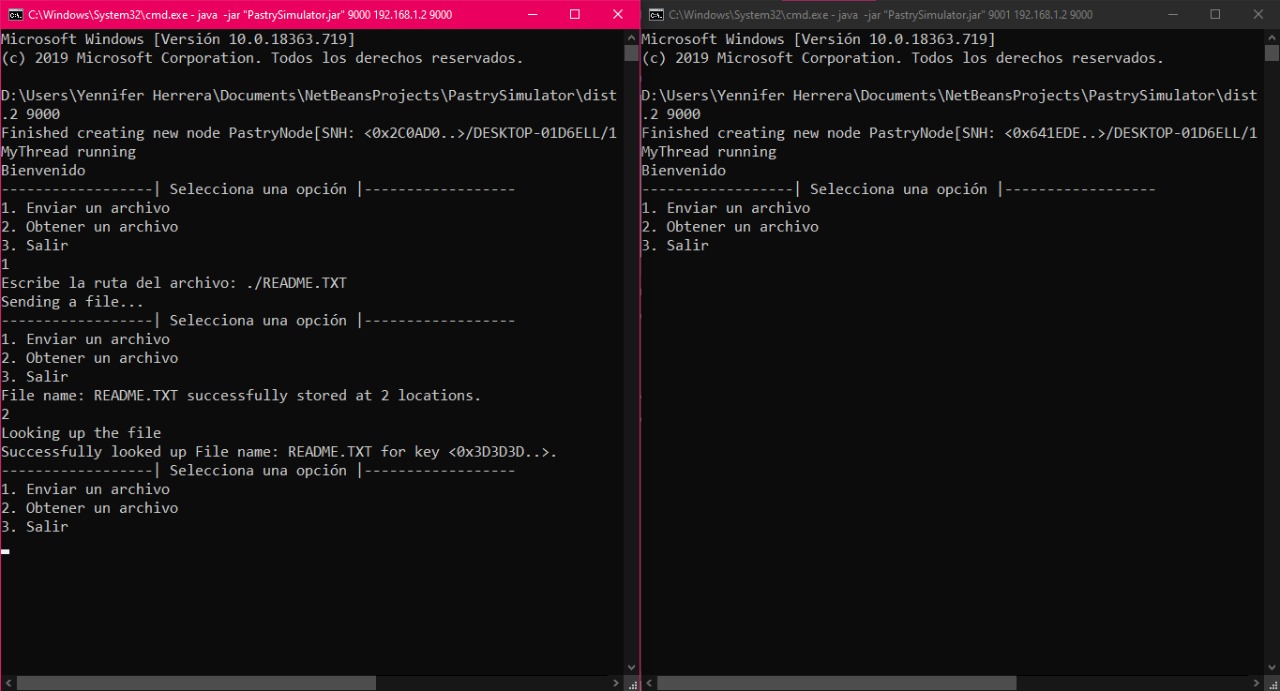 C:\Windows\System32\cmd.exe - java -jar "PastrySimulator.jar" 9000 192.168.1.2 9000
Microsoft Windows [Versión 10.0.18363.719]
(c) 2019 Microsoft Corporation. Todos los derechos reservados.
D:\Users\Yennifer Herrera\Documents\NetBeansProjects\PastrySimulator\dist
.2 9000
Finished creating new node PastryNode[SNH: <0x2C0AD0..>/DESKTOP-01D6ELL/1
MyThread running
Bienvenido
------------------| Selecciona una opción |------------------
1. Enviar un archivo
2. Obtener un archivo
3. Salir
1
Escribe la ruta del archivo: ./README.TXT
Sending a file...
------------------| Selecciona una opción |------------------
1. Enviar un archivo
2. Obtener un archivo
3. Salir
File name: README.TXT successfully stored at 2 locations.
2
Looking up the file
Successfully looked up File name: README.TXT for key <0x3D3D3D..>.
------------------| Selecciona una opción |------------------
1. Enviar un archivo
2. Obtener un archivo
3. Salir
C:\Windows\System32\cmd.exe - java -jar "PastrySimulator.jar" 9001 192.168.1.2 9000
Microsoft Windows [Versión 10.0.18363.719]
(c) 2019 Microsoft Corporation. Todos los derechos reservados.
D:\Users\Yennifer Herrera\Documents\NetBeansProjects\PastrySimulator\dist
.2 9000
Finished creating new node PastryNode[SNH: <0x641EDE..>/DESKTOP-01D6ELL/1
MyThread running
Bienvenido
------------------| Selecciona una opción |------------------
1. Enviar un archivo
2. Obtener un archivo
3. Salir